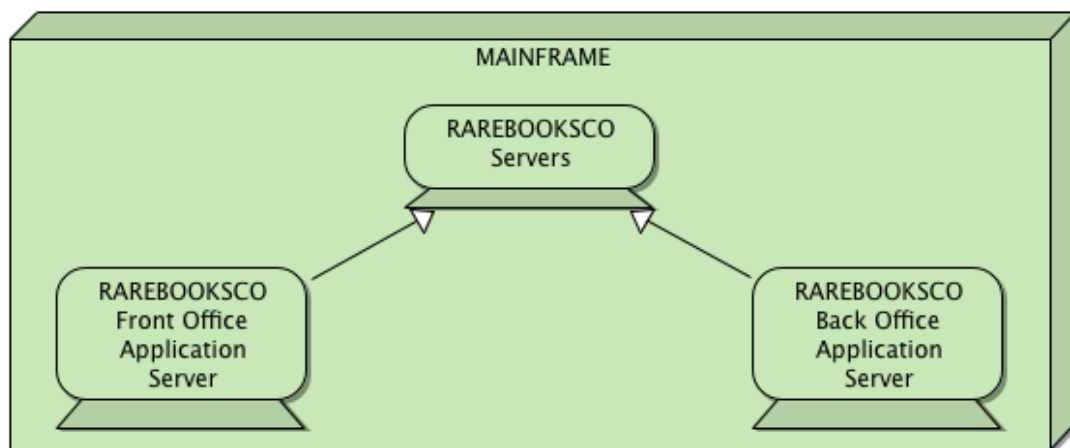 MAINFRAME
RAREBOOKSCO
Servers
RAREBOOKSCO
Front Office
Application
Server
RAREBOOKSCO
Back Office
Application
Server